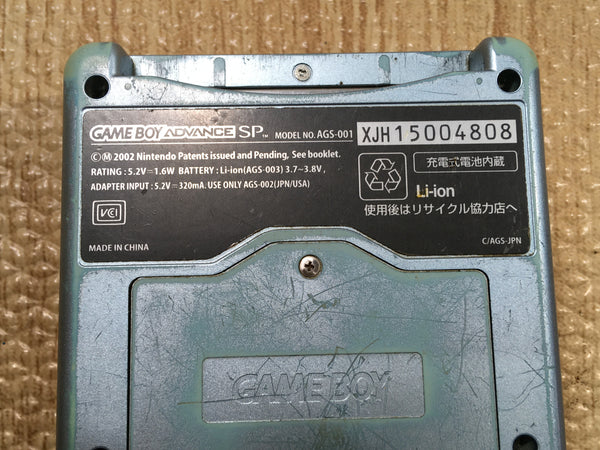 GAME BOY ADVANCE SP™ MODEL NO. AGS-001 XJH15004808
©Ⓜ 2002 Nintendo Patents issued and Pending, See booklet.
RATING : 5.2V⎓1.6W BATTERY : Li-ion(AGS-003) 3.7⎓3.8V,
ADAPTER INPUT : 5.2V⎓320mA. USE ONLY AGS-002(JPN/USA)
VCI
MADE IN CHINA
充電式電池内蔵
Li-ion
使用後はリサイクル協力店へ
C/AGS-JPN
GAME BOY